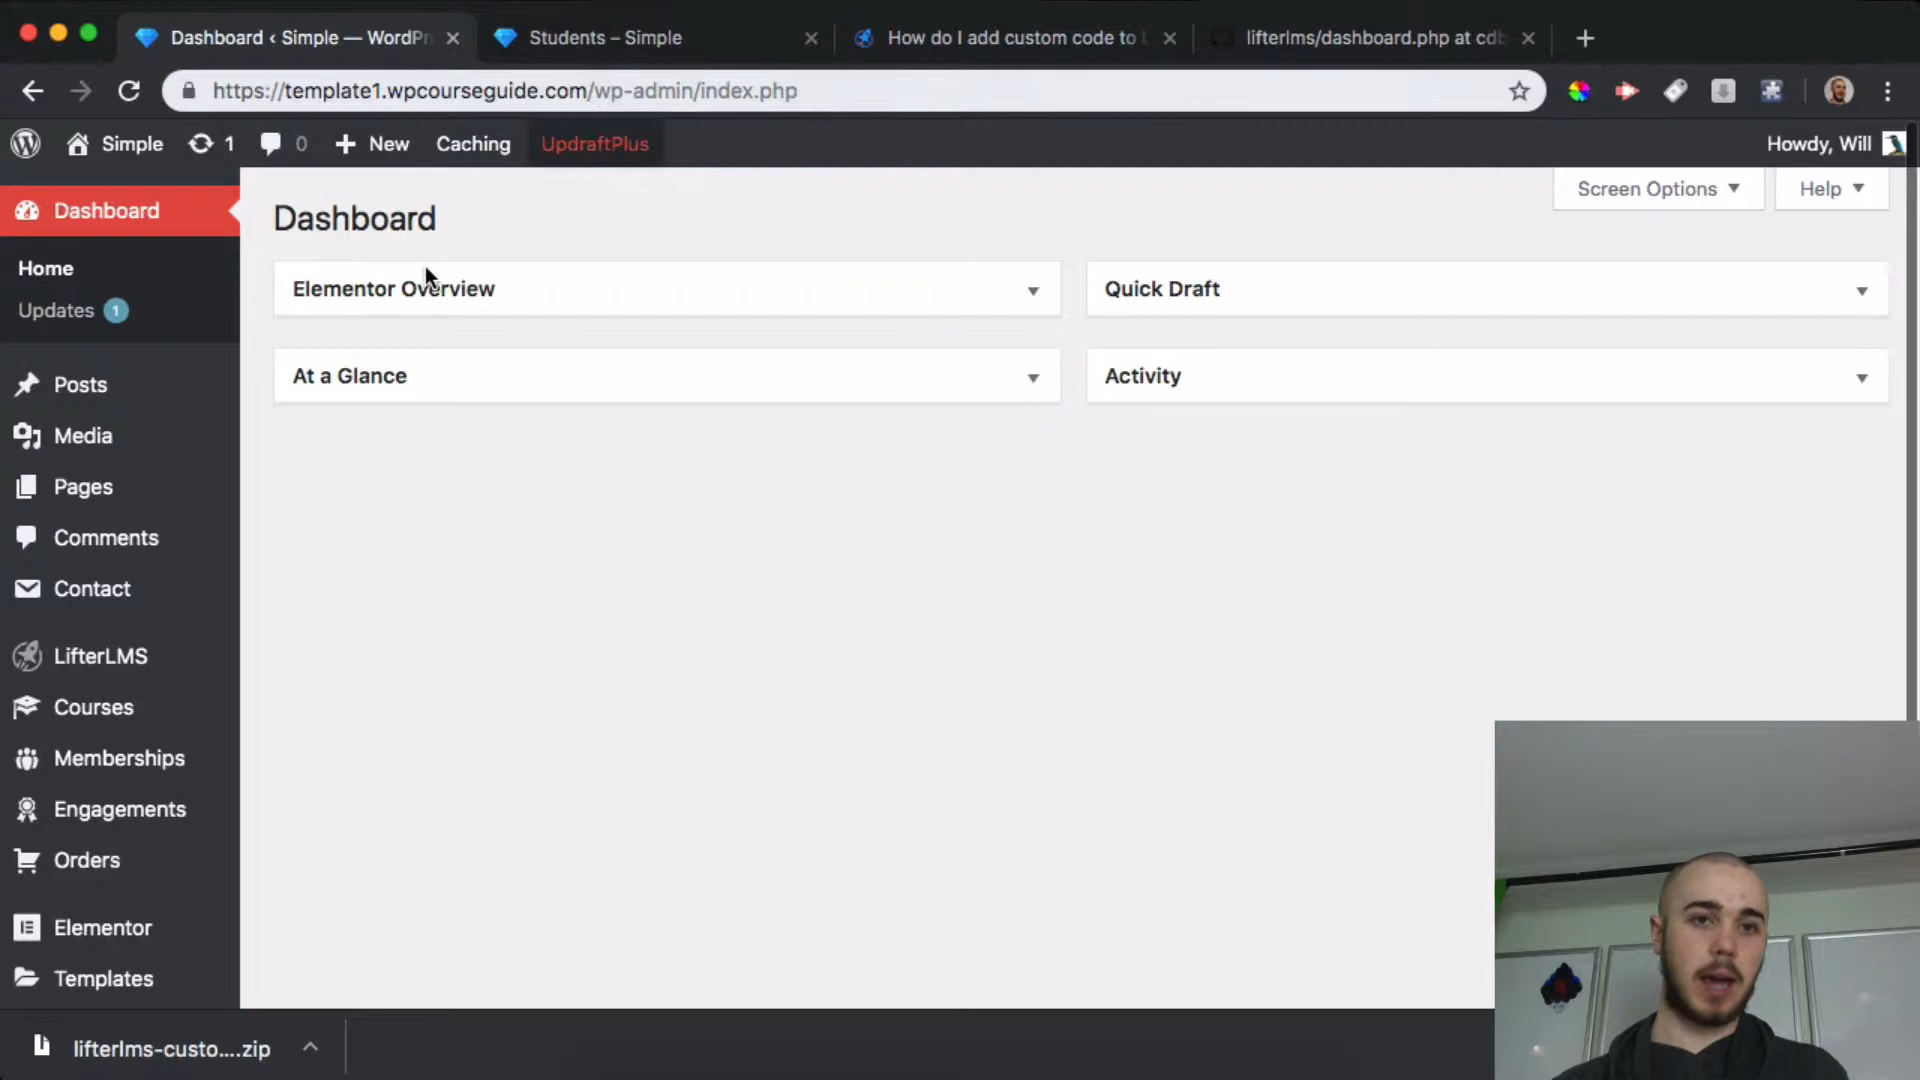 Dashboard ‹ Simple — WordPr
Students – Simple
How do I add custom code to
lifterlms/dashboard.php at cdb
https://template1.wpcourseguide.com/wp-admin/index.php
Simple
1
0
New
Caching
UpdraftPlus
Howdy, Will
Dashboard
Home
Updates 1
Posts
Media
Pages
Comments
Contact
LifterLMS
Courses
Memberships
Engagements
Orders
Elementor
Templates
Screen Options
Help
Dashboard
Elementor Overview
Quick Draft
At a Glance
Activity
lifterlms-custo....zip